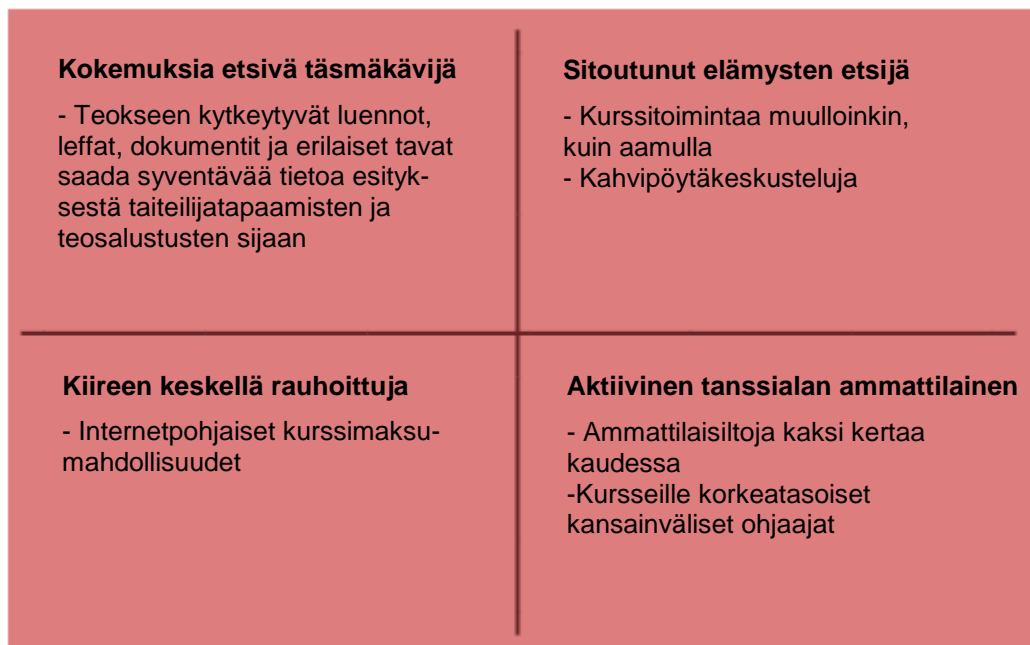 Kokemuksia etsivä täsmäkävijä
- Teokseen kytkeytyvät luennot,
leffat, dokumentit ja erilaiset tavat
saada syventävää tietoa esityk-
sestä taiteilijatapaamisten ja
teosalustusten sijaan
Sitoutunut elämysten etsijä
- Kurssitoimintaa muulloinkin,
kuin aamulla
- Kahvipöytäkeskusteluja
Kiireen keskellä rauhoittuja
- Internetpohjaiset kurssimaksu-
mahdollisuudet
Aktiivinen tanssialan ammattilainen
- Ammattilaisiltoja kaksi kertaa
kaudessa
-Kursseille korkeatasoiset
kansainväliset ohjaajat